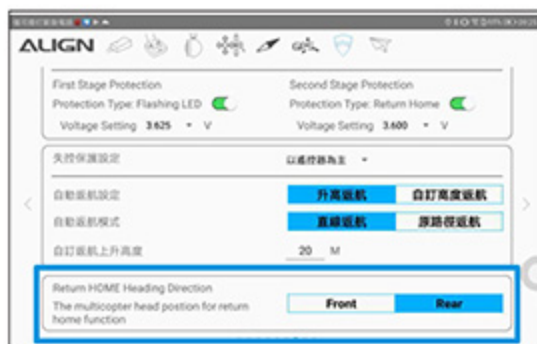 ALIGN
First Stage Protection
Second Stage Protection
Protection Type: Flashing LED
Protection Type: Return Home
Voltage Setting 3.625 V
Voltage Setting 3.600 V
失控保護設定 以遙控器為主
自動返航設定 升高返航 自訂高度返航
自動返航模式 直線返航 原路徑返航
自訂返航上升高度 20 M
Return HOME Heading Direction
The multicopter head postion for return
home function
Front Rear